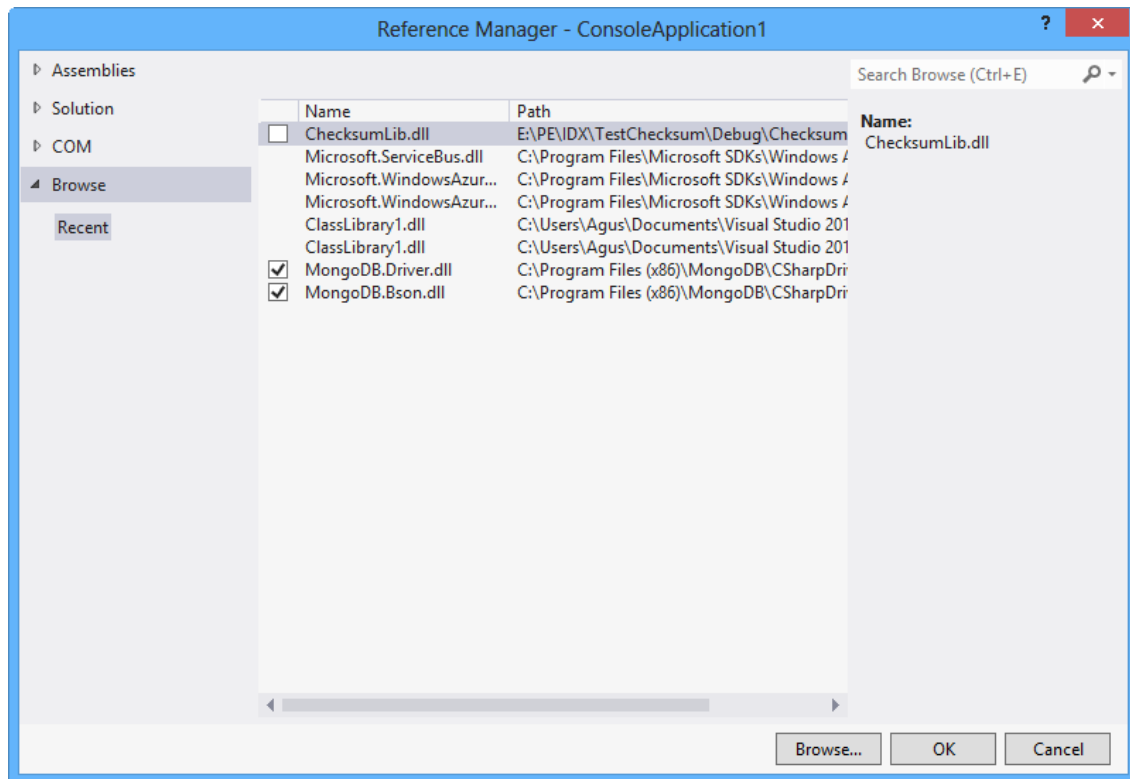 Reference Manager - ConsoleApplication1
?
Assemblies
Solution
COM
Browse
Recent
Name Path
ChecksumLib.dll E:\PE\IDX\TestChecksum\Debug\Checksum
Microsoft.ServiceBus.dll C:\Program Files\Microsoft SDKs\Windows A
Microsoft.WindowsAzur... C:\Program Files\Microsoft SDKs\Windows A
Microsoft.WindowsAzur... C:\Program Files\Microsoft SDKs\Windows A
ClassLibrary1.dll C:\Users\Agus\Documents\Visual Studio 201
ClassLibrary1.dll C:\Users\Agus\Documents\Visual Studio 201
MongoDB.Driver.dll C:\Program Files (x86)\MongoDB\CSharpDri
MongoDB.Bson.dll C:\Program Files (x86)\MongoDB\CSharpDri
Search Browse (Ctrl+E)
Name:
ChecksumLib.dll
Browse... OK Cancel